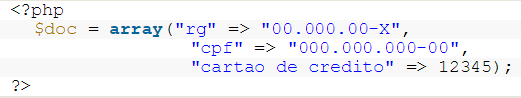 <?php
$doc = array("rg" => "00.000.00-X",
"cpf" => "000.000.000-00",
"cartao de credito" => 12345);
?>